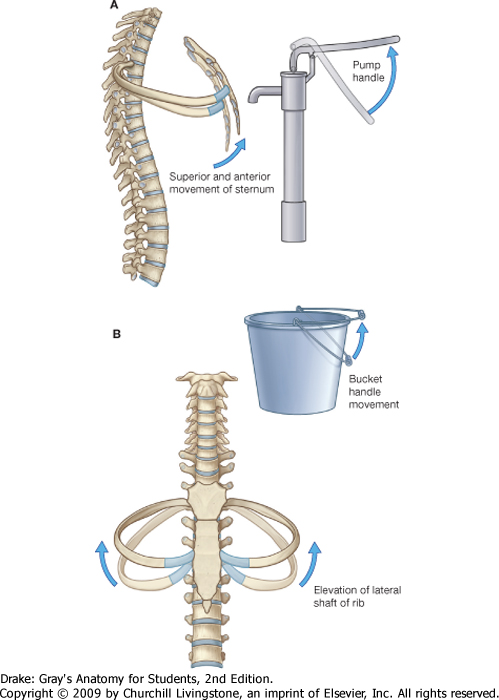 A
Pump
handle
Superior and anterior
movement of sternum
B
Bucket
handle
movement
Elevation of lateral
shaft of rib
Drake: Gray's Anatomy for Students, 2nd Edition.
Copyright © 2009 by Churchill Livingstone, an imprint of Elsevier, Inc. All rights reserved.